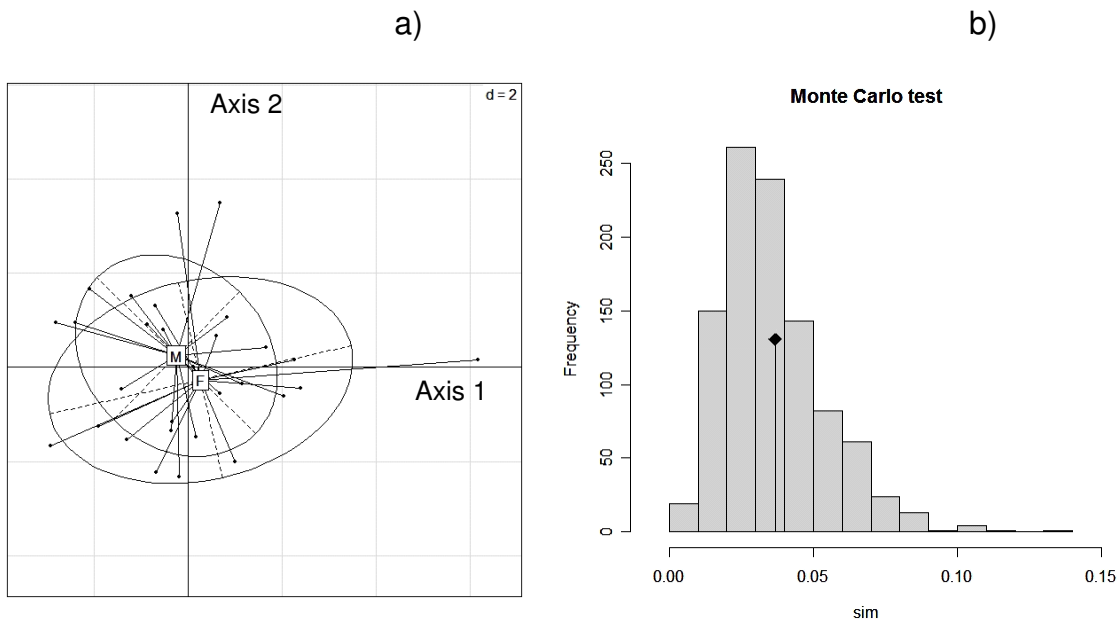 a)
b)
d = 2
Axis 2
M
F
Axis 1
Monte Carlo test
Frequency
0
50
100
150
200
250
0.00 0.05 0.10 0.15
sim